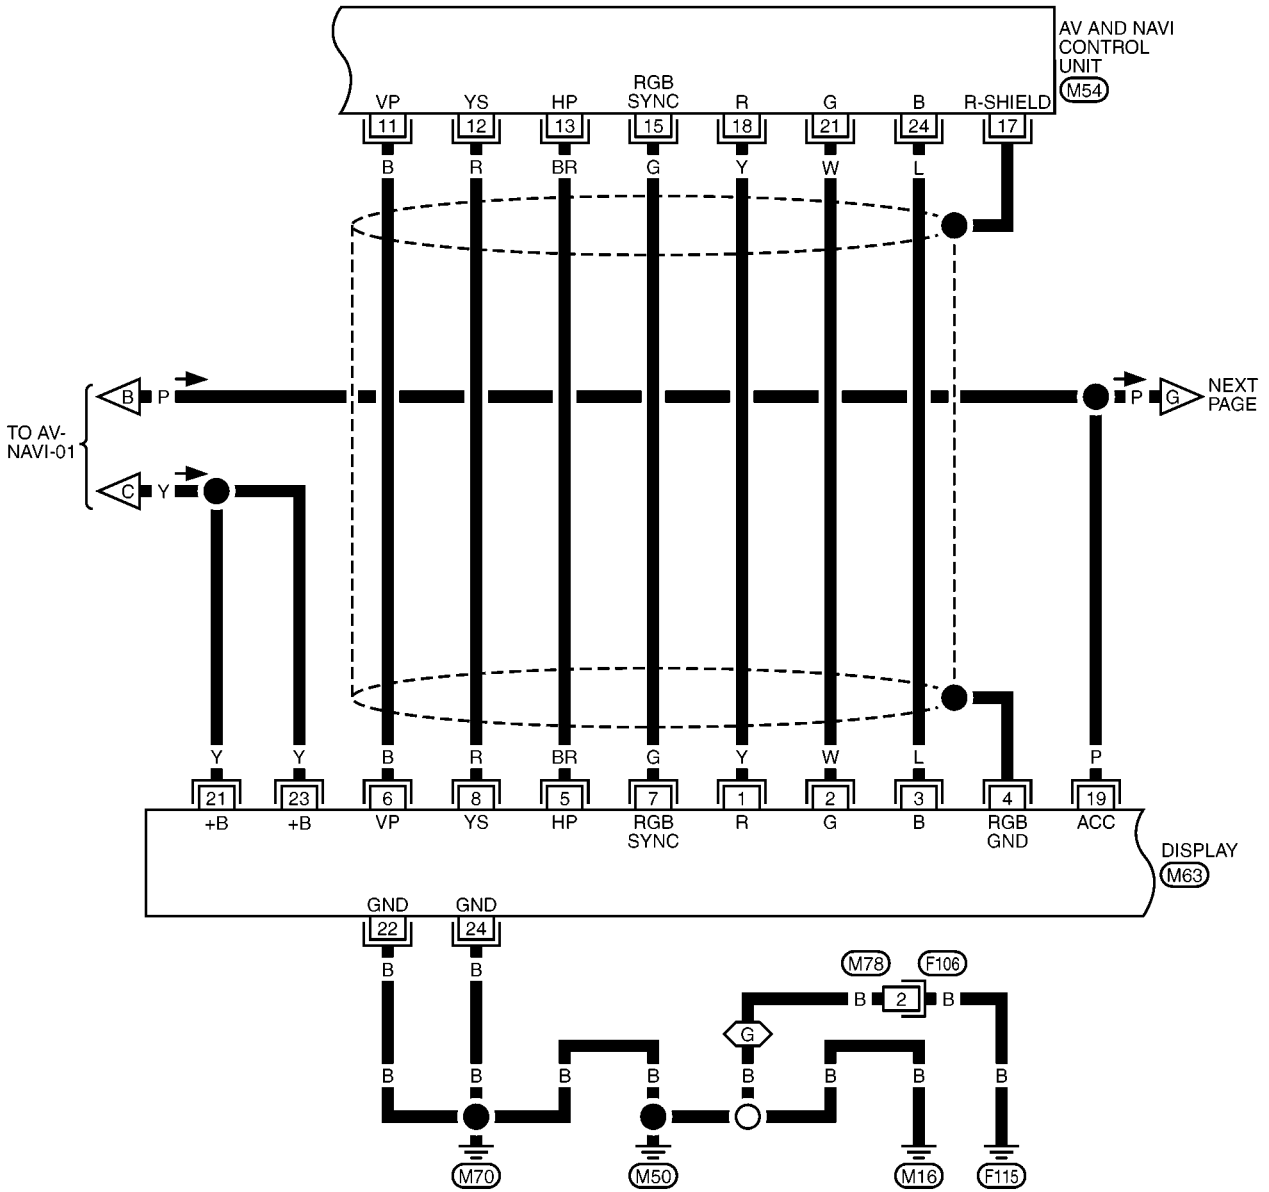 AV AND NAVI
CONTROL
UNIT
M54
RGB
VP YS HP SYNC R G B R-SHIELD
11 12 13 15 18 21 24 17
B R BR G Y W L
B P P G NEXT
PAGE
TO AV-
NAVI-01
C Y
Y Y B R BR G Y W L P
21 23 6 8 5 7 1 2 3 4 19
+B +B VP YS HP RGB R G B RGB ACC
SYNC GND
DISPLAY
M63
GND GND
22 24
B B
M78 F106
B 2 B
G
B B B B B B B B
M70 M50 M16 F115